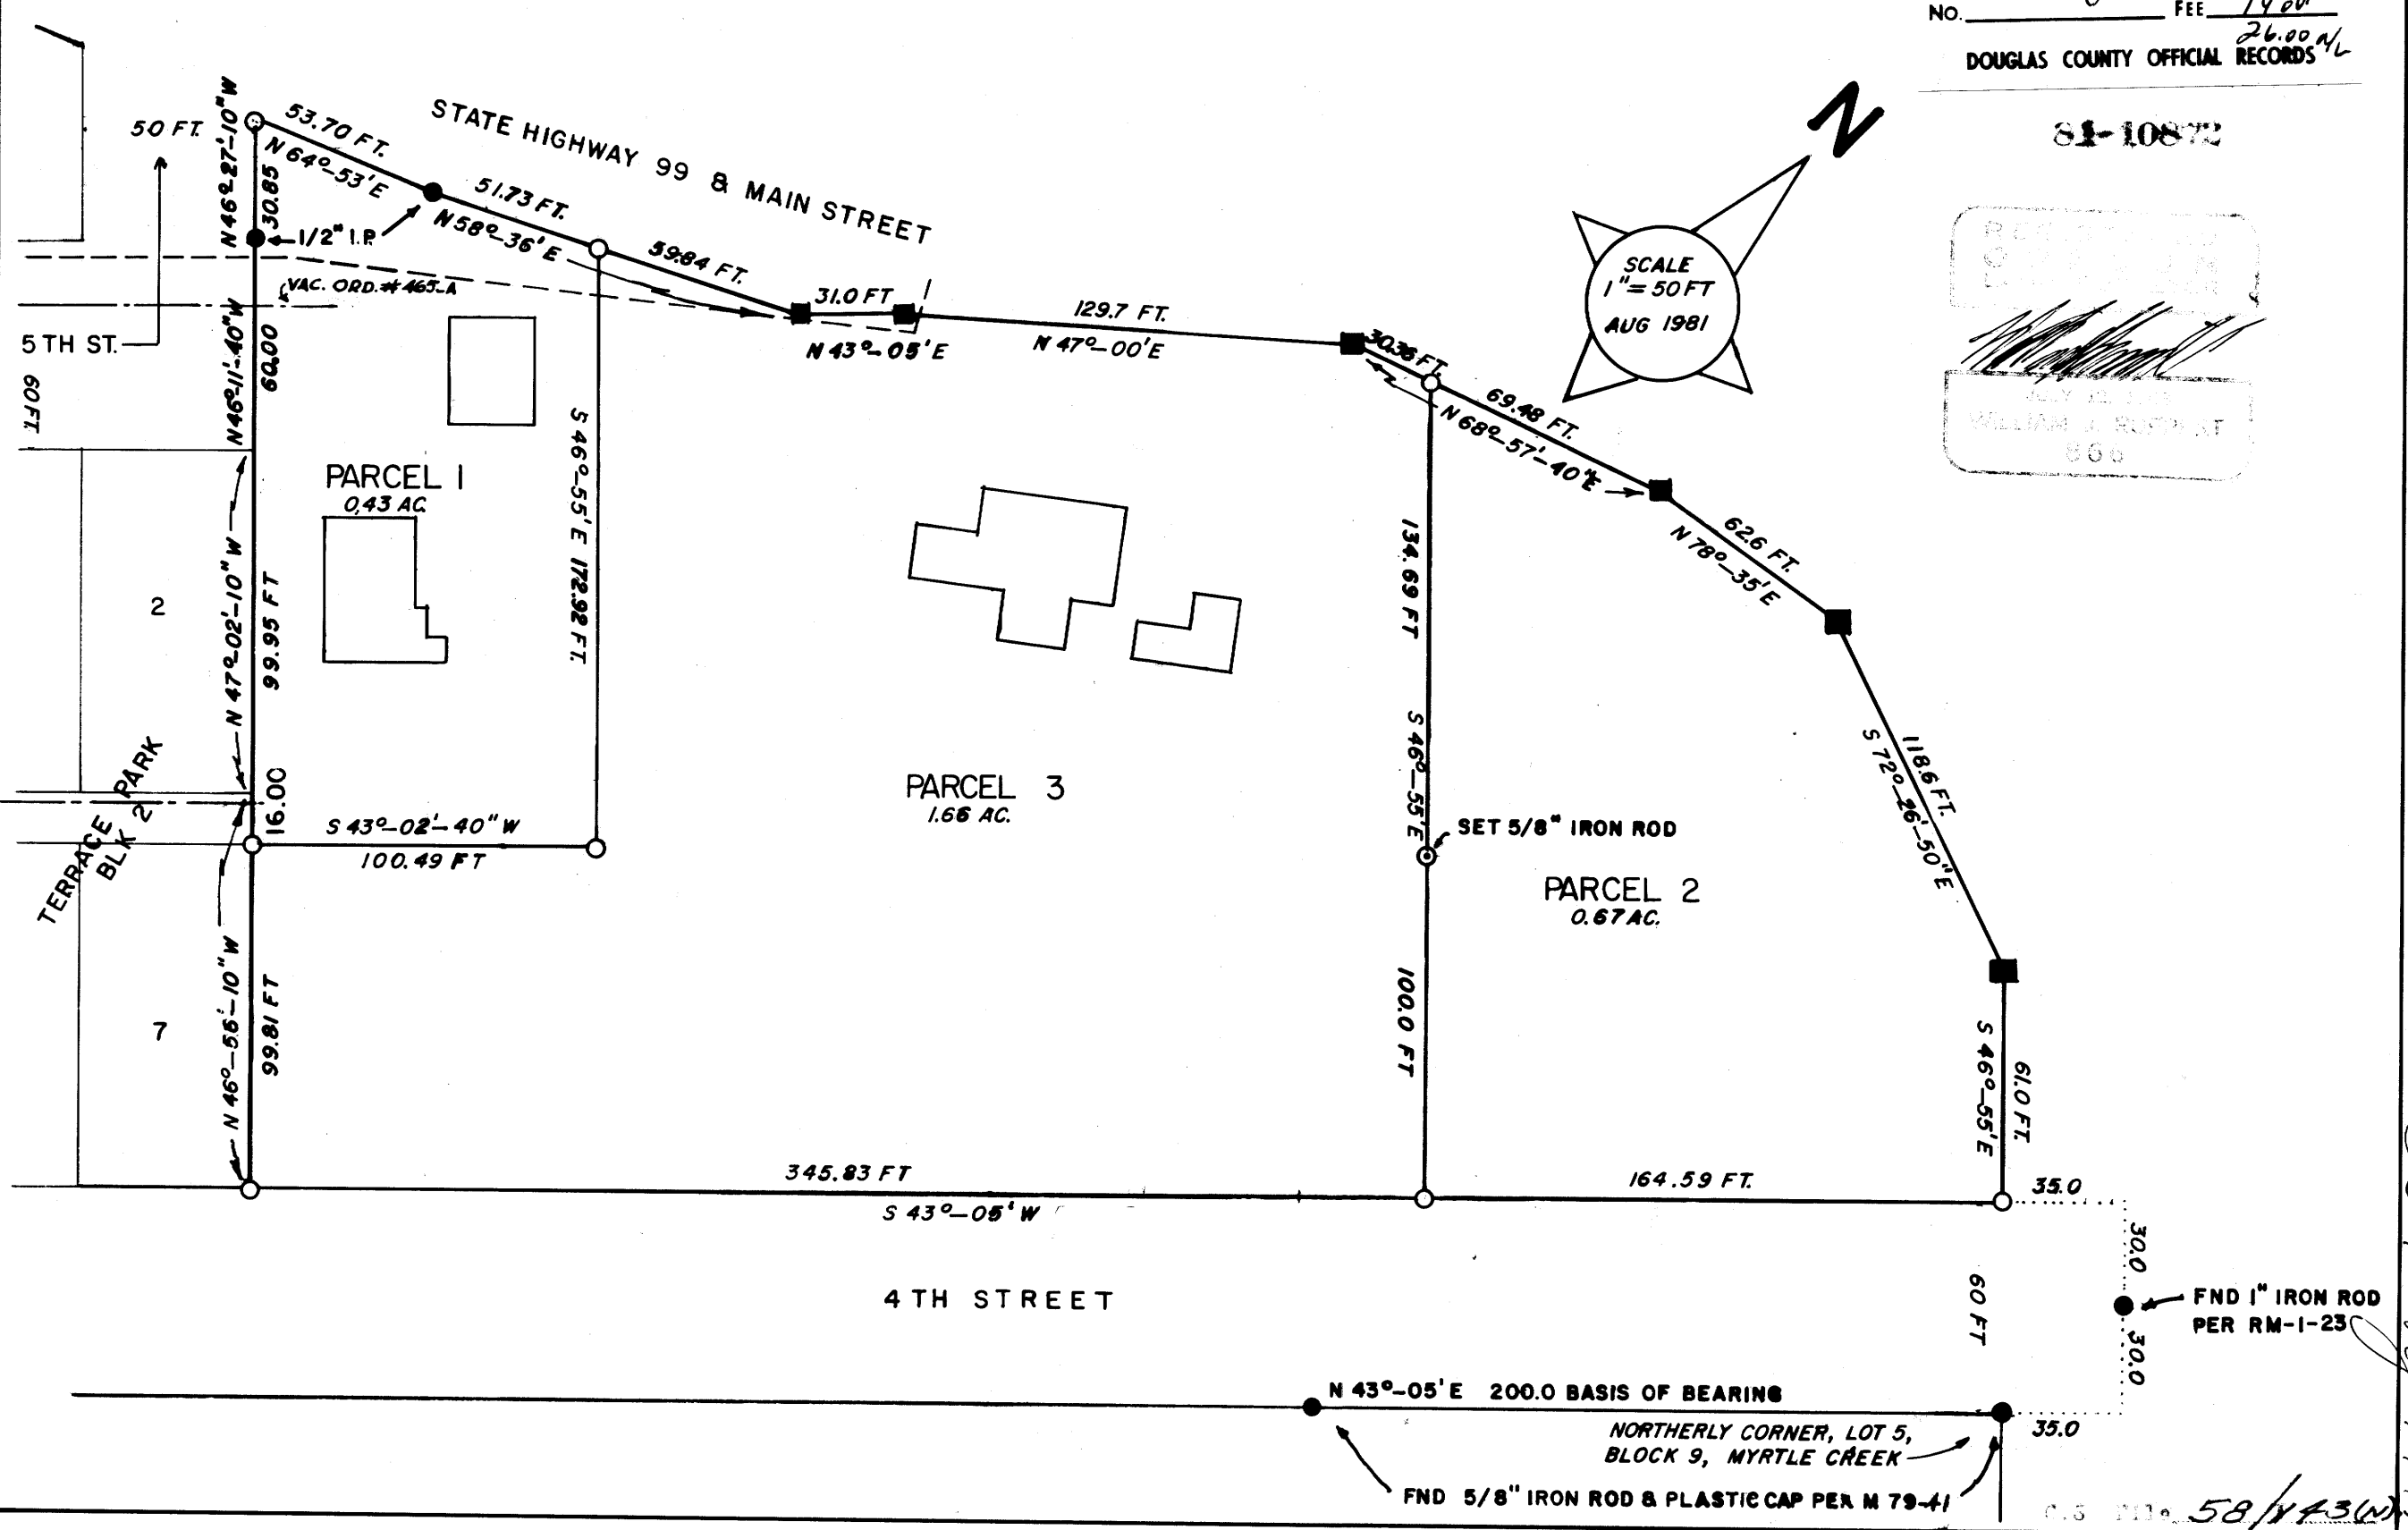 NO. FEE 19.00
26.00 N/L
DOUGLAS COUNTY OFFICIAL RECORDS
81-10872
N
SCALE
1"=50 FT
AUG 1981
866
STATE HIGHWAY 99 & MAIN STREET
50 FT.
5 TH ST.
60 FT
N 46°-27'-10" W
30.85
53.70 FT.
N 64°-53' E
1/2" I.P.
51.73 FT.
N 58°-36' E
59.84 FT.
VAC. ORD. # 465-A
31.0 FT
N 43°-05' E
129.7 FT.
N 47°-00' E
30.36 FT.
69.48 FT.
N 68°-57'-40" E
62.6 FT.
N 78°-35' E
118.6 FT.
S 72°-26'-50" E
61.0 FT.
S 46°-55' E
N 46°-11'-40" W
60.00
PARCEL 1
0.43 AC.
S 46°-55' E 172.92 FT.
2
N 47°-02'-10" W
99.95 FT
TERRACE PARK
BLK 2
16.00
S 43°-02'-40" W
100.49 FT
PARCEL 3
1.66 AC.
134.69 FT
S 46°-55' E
SET 5/8" IRON ROD
PARCEL 2
0.67 AC.
100.0 FT
7
N 46°-56'-10" W
99.81 FT
345.83 FT
S 43°-05' W
164.59 FT.
35.0
30.0
4 TH STREET
60 FT
FND 1" IRON ROD
PER RM-1-23
30.0
N 43°-05' E 200.0 BASIS OF BEARING
35.0
NORTHERLY CORNER, LOT 5,
BLOCK 9, MYRTLE CREEK
FND 5/8" IRON ROD & PLASTIC CAP PER M 79-41
C.S File 58/143(N)